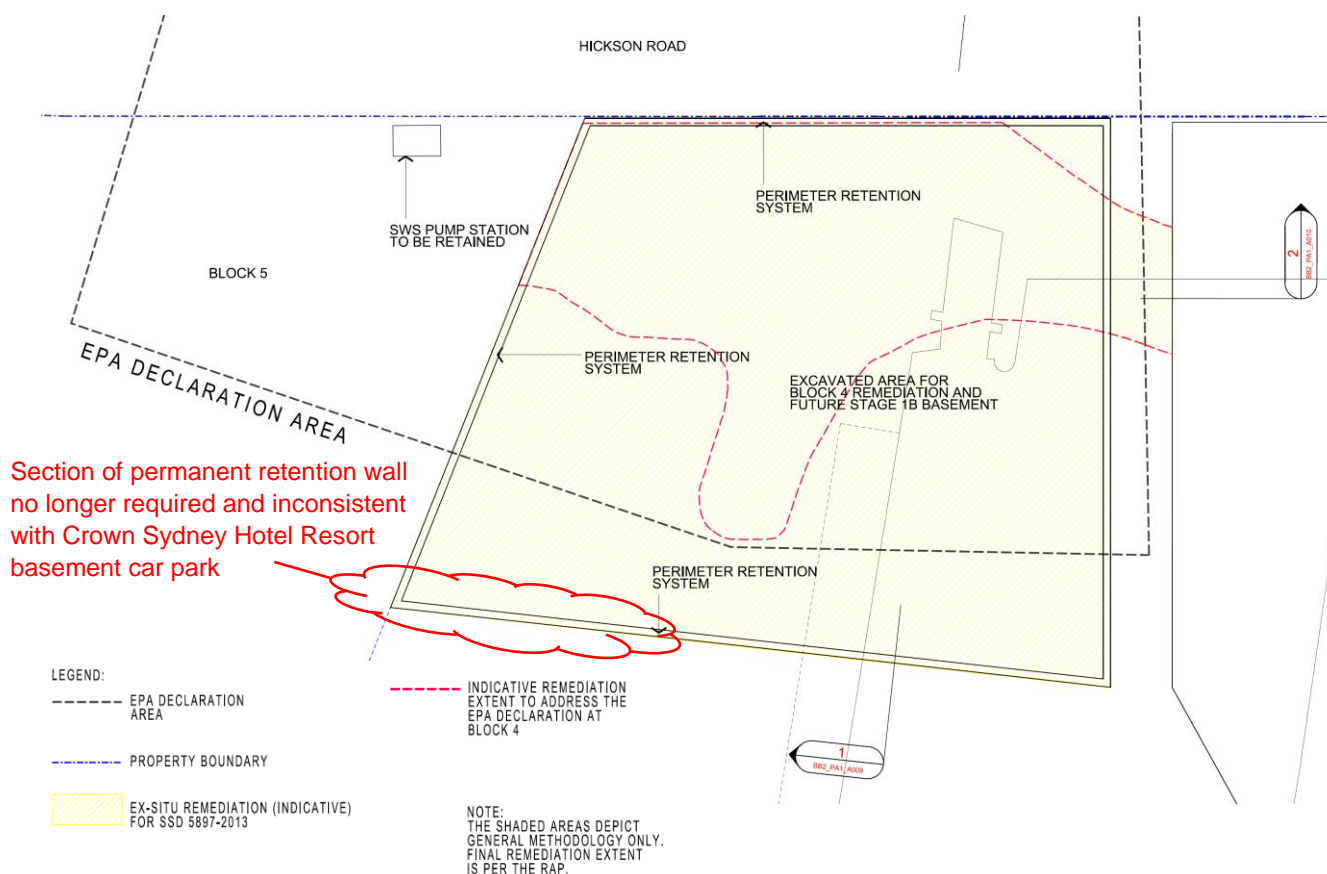 HICKSON ROAD
PERIMETER RETENTION
SYSTEM
SWS PUMP STATION
TO BE RETAINED
2
BB2_PA1_A010
BLOCK 5
EPA DECLARATION AREA
PERIMETER RETENTION
SYSTEM
EXCAVATED AREA FOR
BLOCK 4 REMEDIATION AND
FUTURE STAGE 1B BASEMENT
Section of permanent retention wall
no longer required and inconsistent
with Crown Sydney Hotel Resort
basement car park
PERIMETER RETENTION
SYSTEM
LEGEND:
EPA DECLARATION
AREA
PROPERTY BOUNDARY
EX-SITU REMEDIATION (INDICATIVE)
FOR SSD 5897-2013
INDICATIVE REMEDIATION
EXTENT TO ADDRESS THE
EPA DECLARATION AT
BLOCK 4
1
BB2_PA1_A009
NOTE:
THE SHADED AREAS DEPICT
GENERAL METHODOLOGY ONLY.
FINAL REMEDIATION EXTENT
IS PER THE RAP.